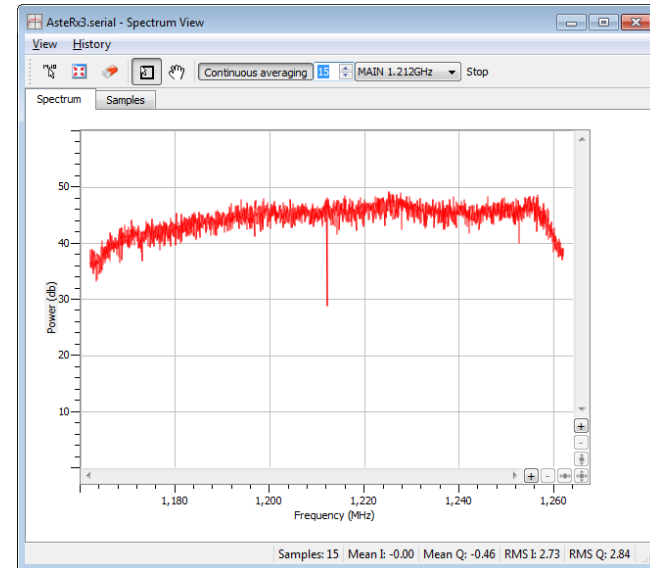 AsteRx3.serial - Spectrum View
View History
Continuous averaging 15 MAIN 1.212GHz Stop
Spectrum Samples
50
40
30
20
10
Power (db)
1,180 1,200 1,220 1,240 1,260
Frequency (MHz)
Samples: 15 Mean I: -0.00 Mean Q: -0.46 RMS I: 2.73 RMS Q: 2.84